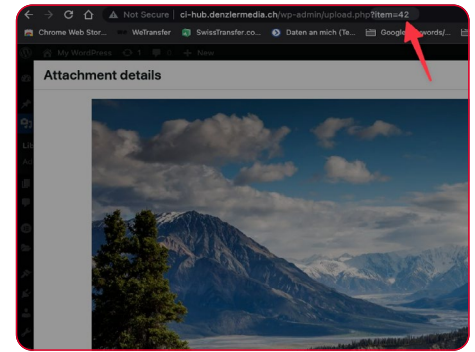 Not Secure | ci-hub.denzlermedia.ch/wp-admin/upload.php?item=42
Chrome Web Stor... WeTransfer SwissTransfer.co... Daten an mich (Te... Google
My WordPress 1 0 + New
Attachment details